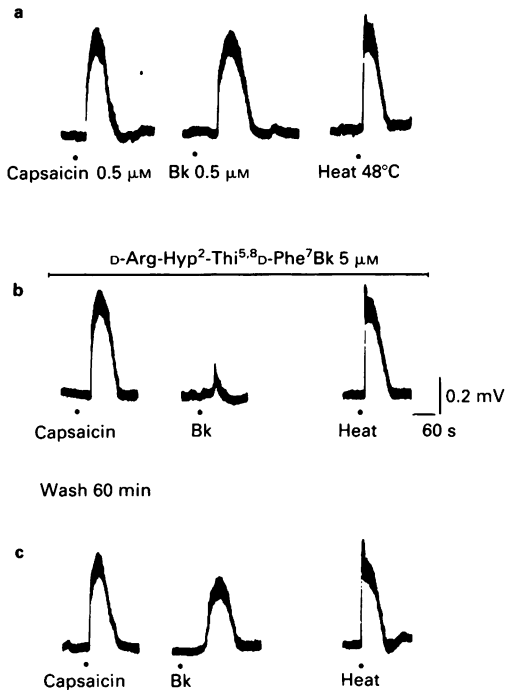 a
Capsaicin 0.5 μM Bk 0.5 μM Heat 48°C
D-Arg-Hyp²-Thi⁵,⁸D-Phe⁷Bk 5 μM
b
0.2 mV
Capsaicin Bk Heat 60 s
Wash 60 min
c
Capsaicin Bk Heat